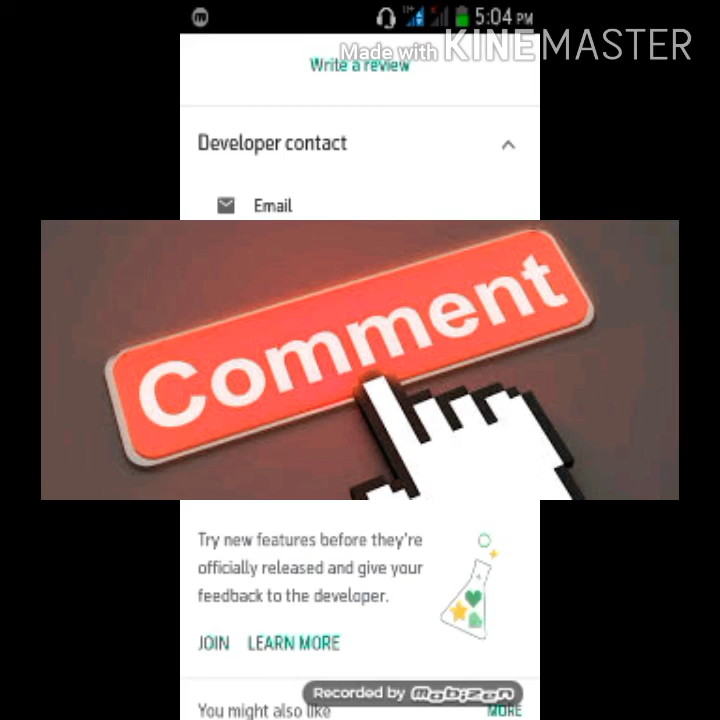 5:04 PM
Made with KINEMASTER
Write a review
Developer contact
Email
Comment
Try new features before they're
officially released and give your
feedback to the developer.
JOIN LEARN MORE
Recorded by mobizen
You might also like MORE